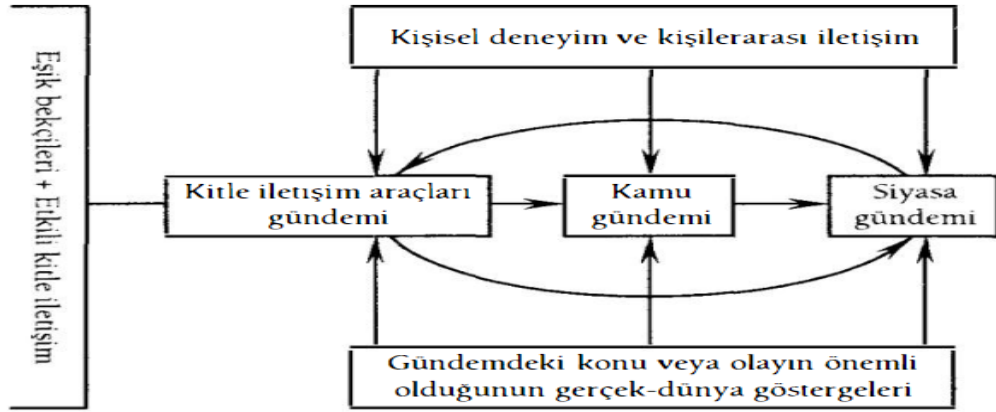 Eşik bekçileri + Etkili kitle iletişim
Kişisel deneyim ve kişilerarası iletişim
Kitle iletişim araçları
gündemi
Kamu
gündemi
Siyasa
gündemi
Gündemdeki konu veya olayın önemli
olduğunun gerçek-dünya göstergeleri